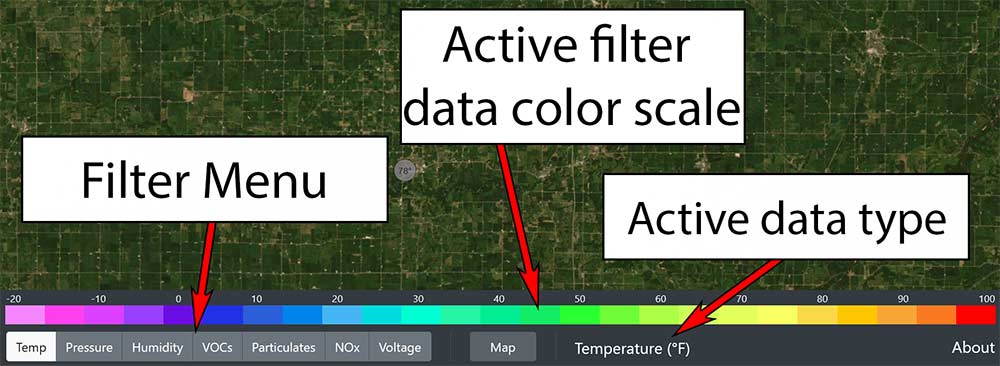 Active filter
data color scale
Filter Menu
78°
Active data type
-20 -10 0 10 20 30 40 50 60 70 80 90 100
Temp Pressure Humidity VOCs Particulates NOx Voltage Map Temperature (°F) About